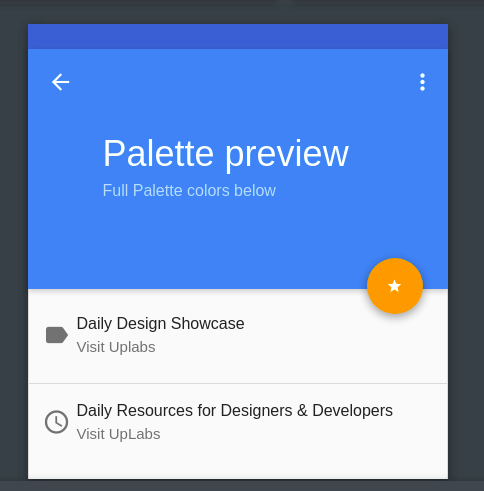 Palette preview
Full Palette colors below
Daily Design Showcase
Visit Uplabs
Daily Resources for Designers & Developers
Visit UpLabs